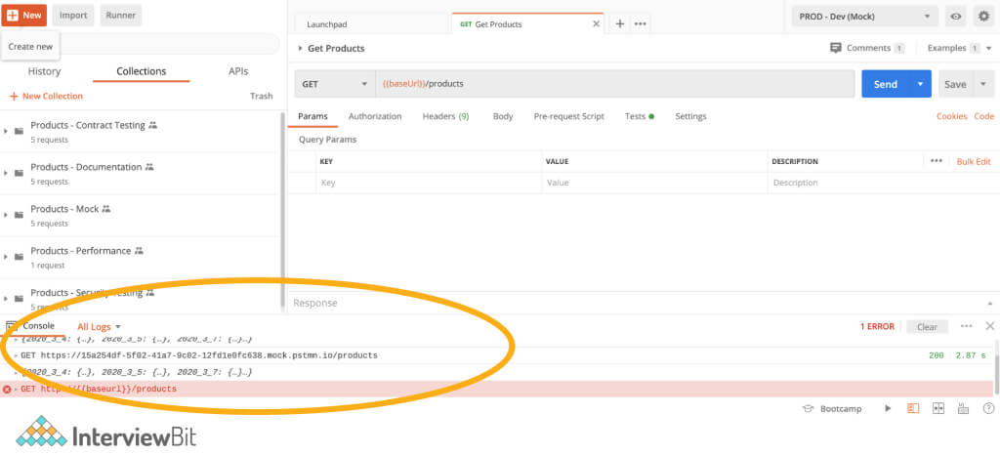 New Import Runner
Create new
History Collections APIs
+ New Collection Trash
Products - Contract Testing
5 requests
Products - Documentation
5 requests
Products - Mock
5 requests
Products - Performance
1 request
Products - Security Testing
5 requests
Launchpad GET Get Products PROD - Dev (Mock)
Get Products Comments 1 Examples 1
GET {{baseUrl}}/products Send Save
Params Authorization Headers (9) Body Pre-request Script Tests Settings Cookies Code
Query Params
KEY VALUE DESCRIPTION Bulk Edit
Key Value Description
Response
Console All Logs 1 ERROR Clear
{2020_3_4: {…}, 2020_3_5: {…}, 2020_3_7: {…}…}
GET https://15a254df-5f02-41a7-9c02-12fd1e0fc638.mock.pstmn.io/products 200 2.87 s
{2020_3_4: {…}, 2020_3_5: {…}, 2020_3_7: {…}…}
GET http://{{baseurl}}/products
Bootcamp
InterviewBit